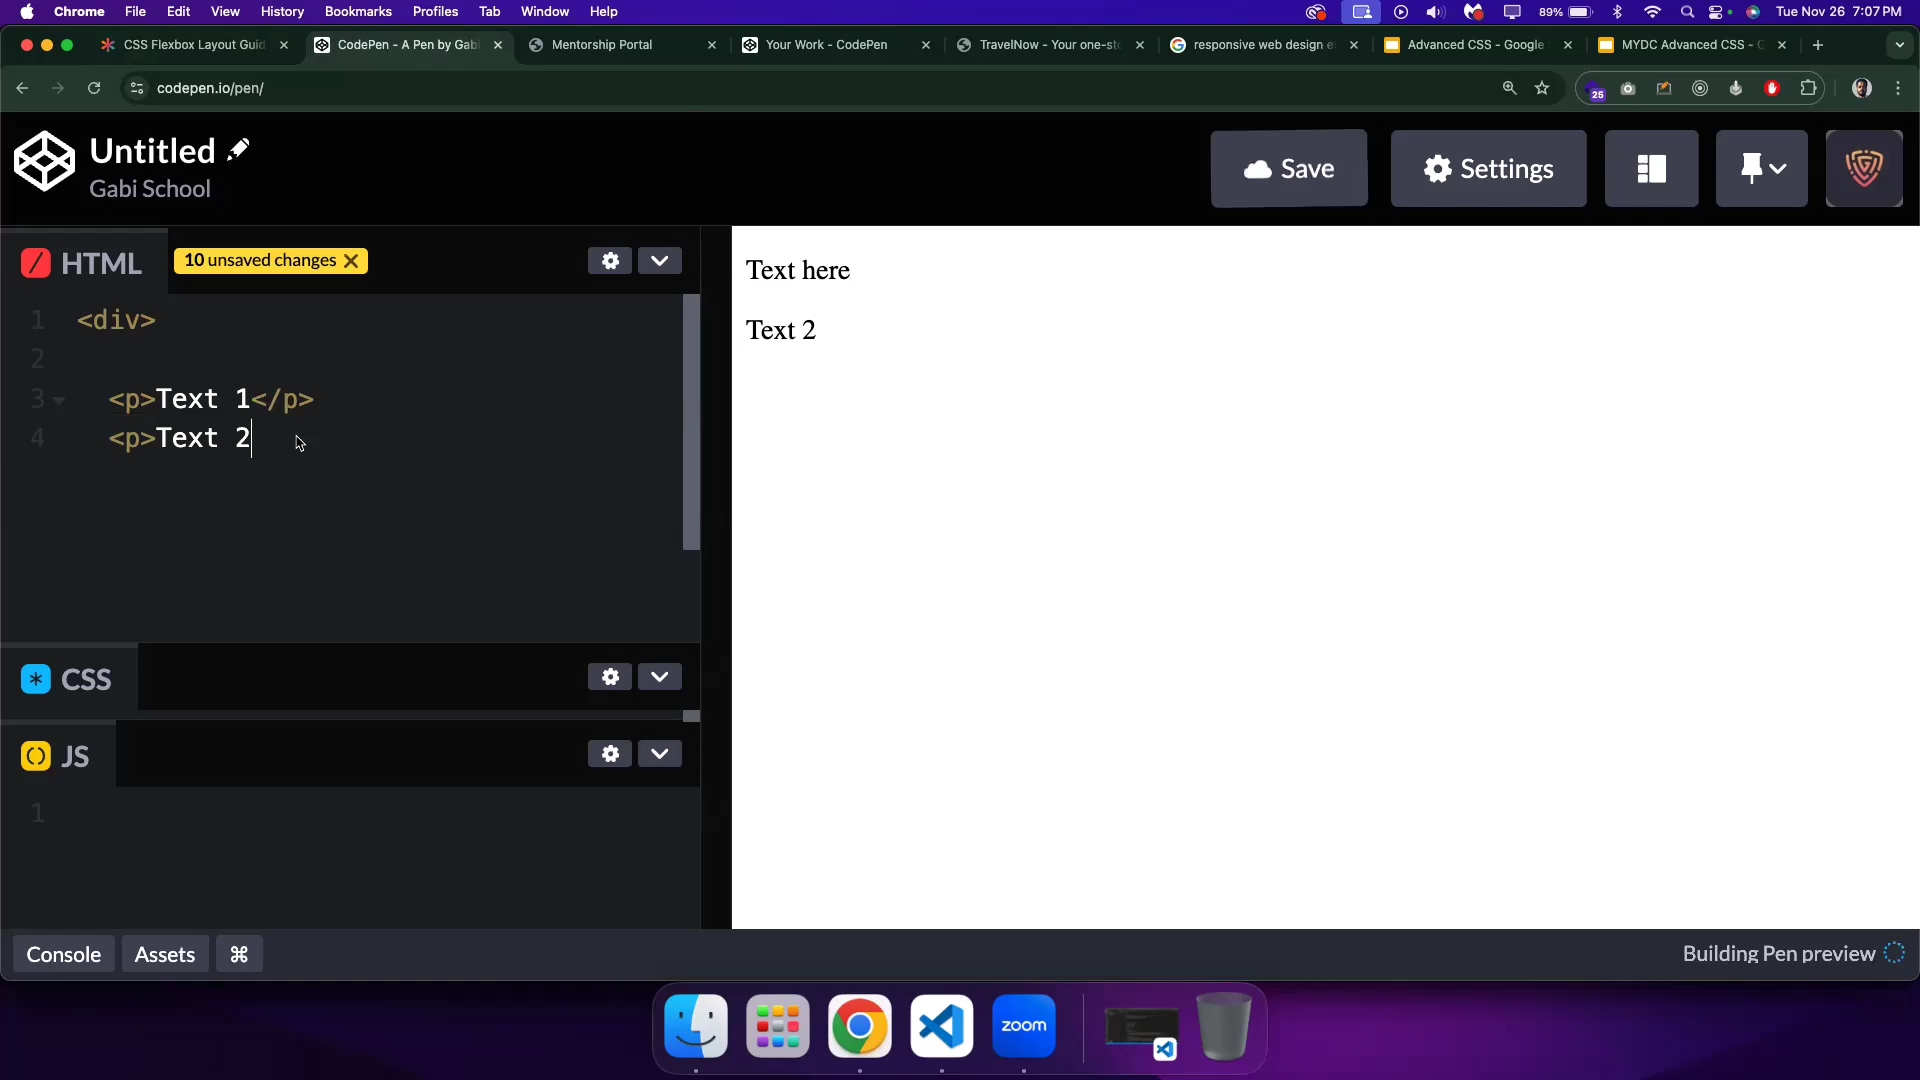 Chrome File Edit View History Bookmarks Profiles Tab Window Help 89% Tue Nov 26 7:07 PM
CSS Flexbox Layout Guid CodePen - A Pen by Gabi Mentorship Portal Your Work - CodePen TravelNow - Your one-st responsive web design e Advanced CSS - Google MYDC Advanced CSS - G
codepen.io/pen/ 25
Untitled
Gabi School
Save Settings
HTML 10 unsaved changes
1 <div>
2
3 <p>Text 1</p>
4 <p>Text 2
Text here
Text 2
CSS
JS
1
Console Assets ⌘ Building Pen preview
zoom